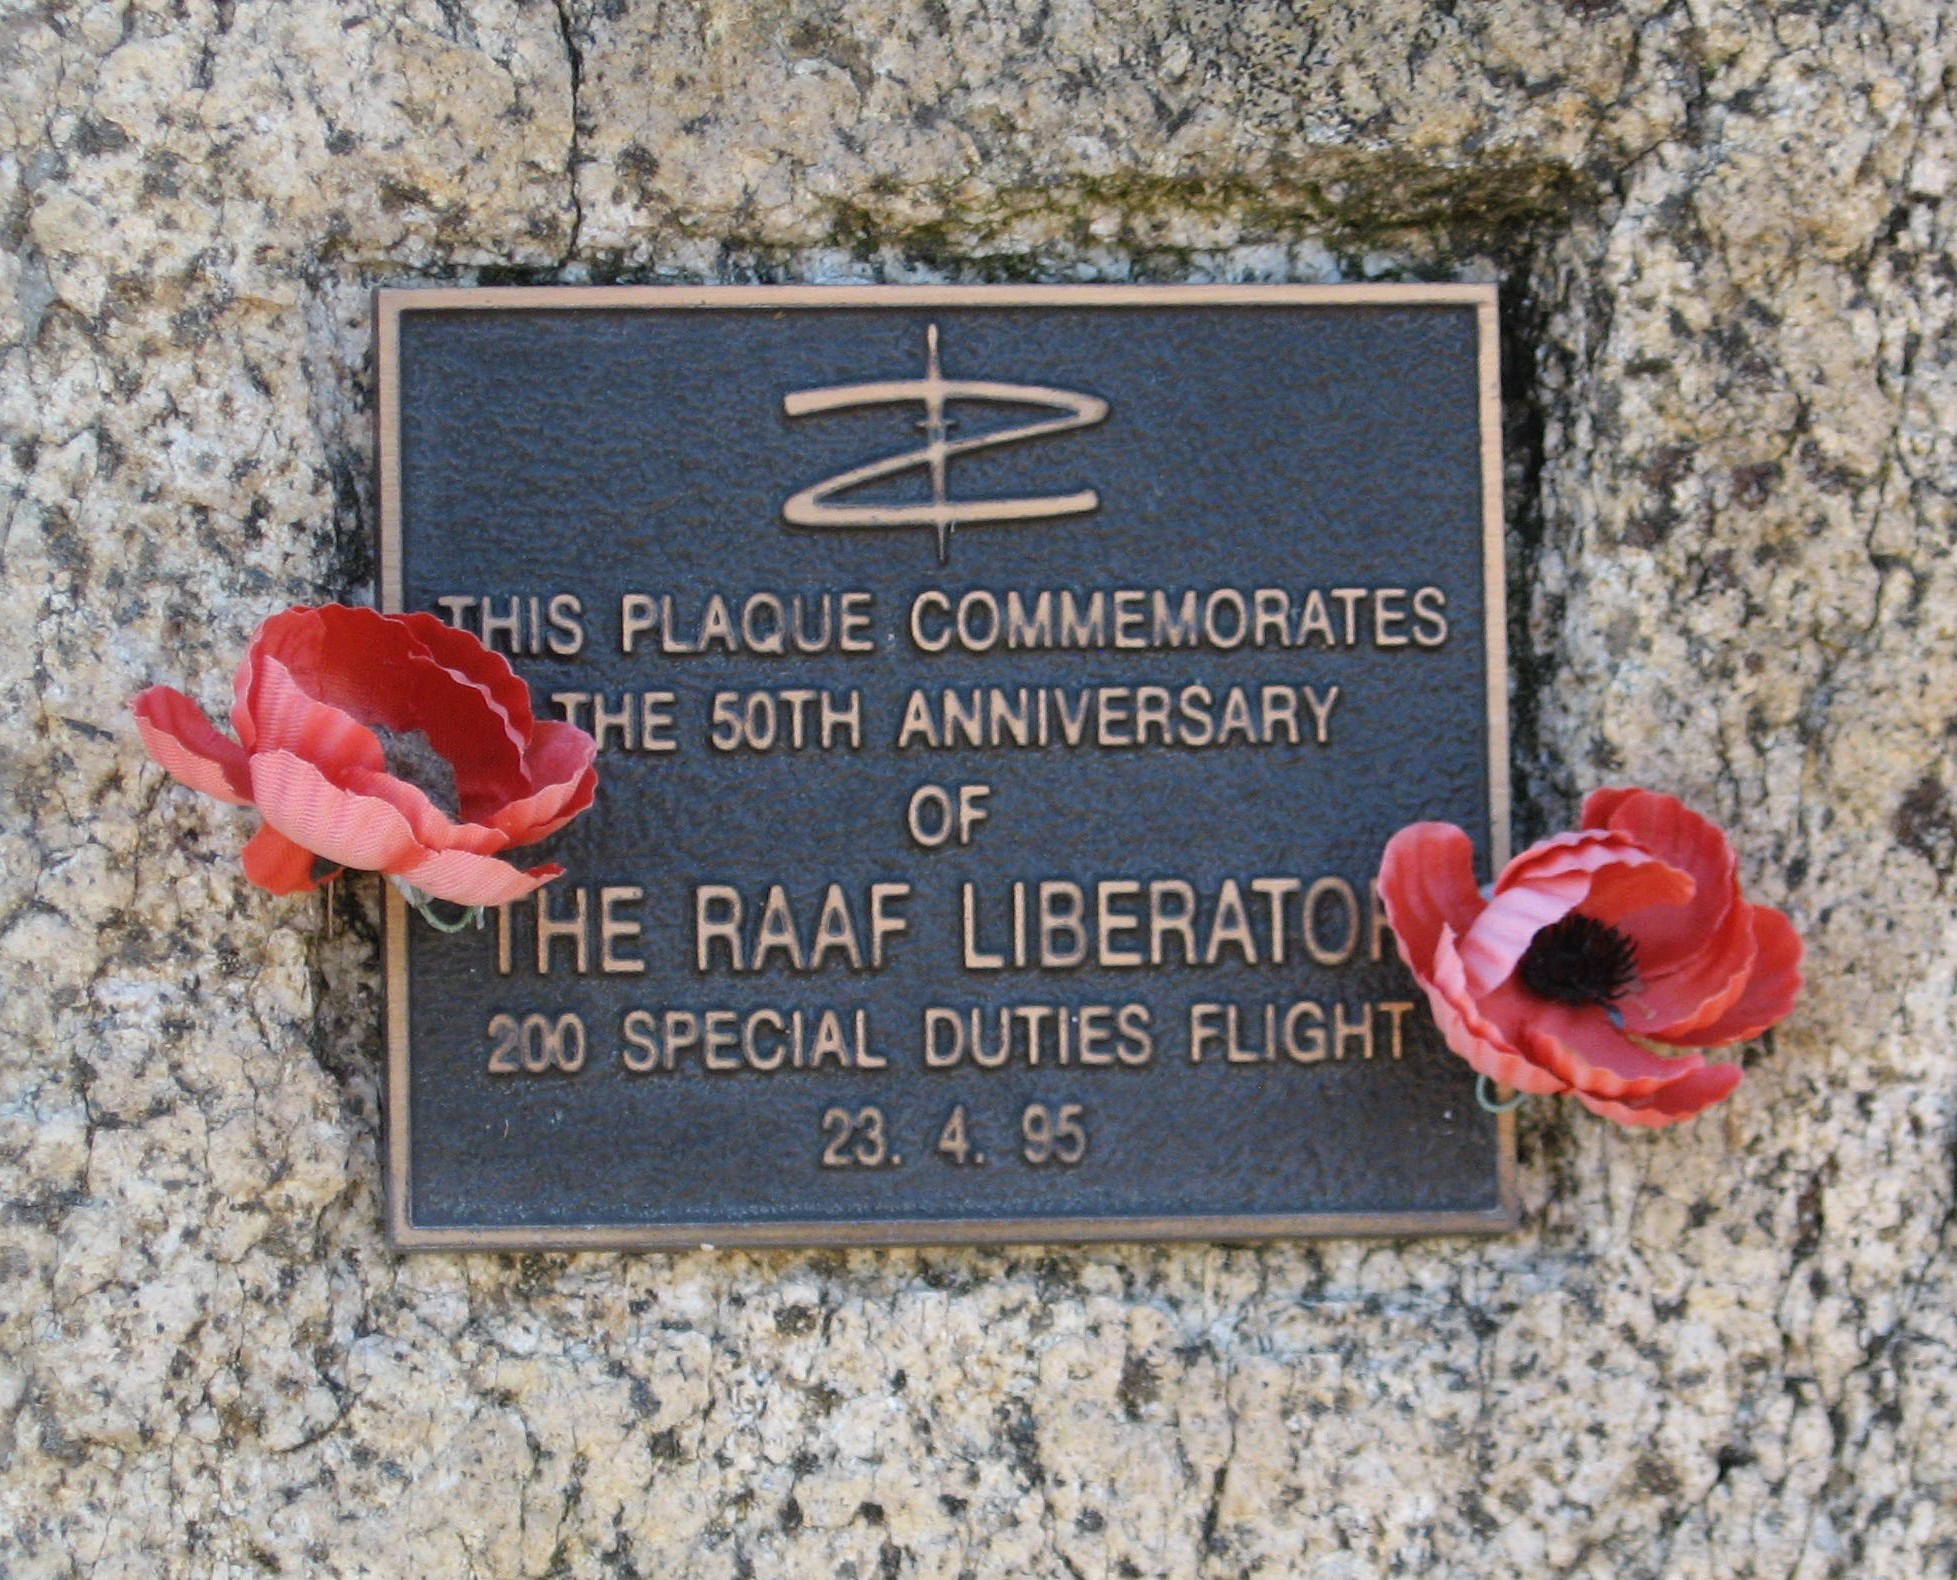 THIS PLAQUE COMMEMORATES
THE 50TH ANNIVERSARY
OF
THE RAAF LIBERATOR
200 SPECIAL DUTIES FLIGHT
23. 4. 95